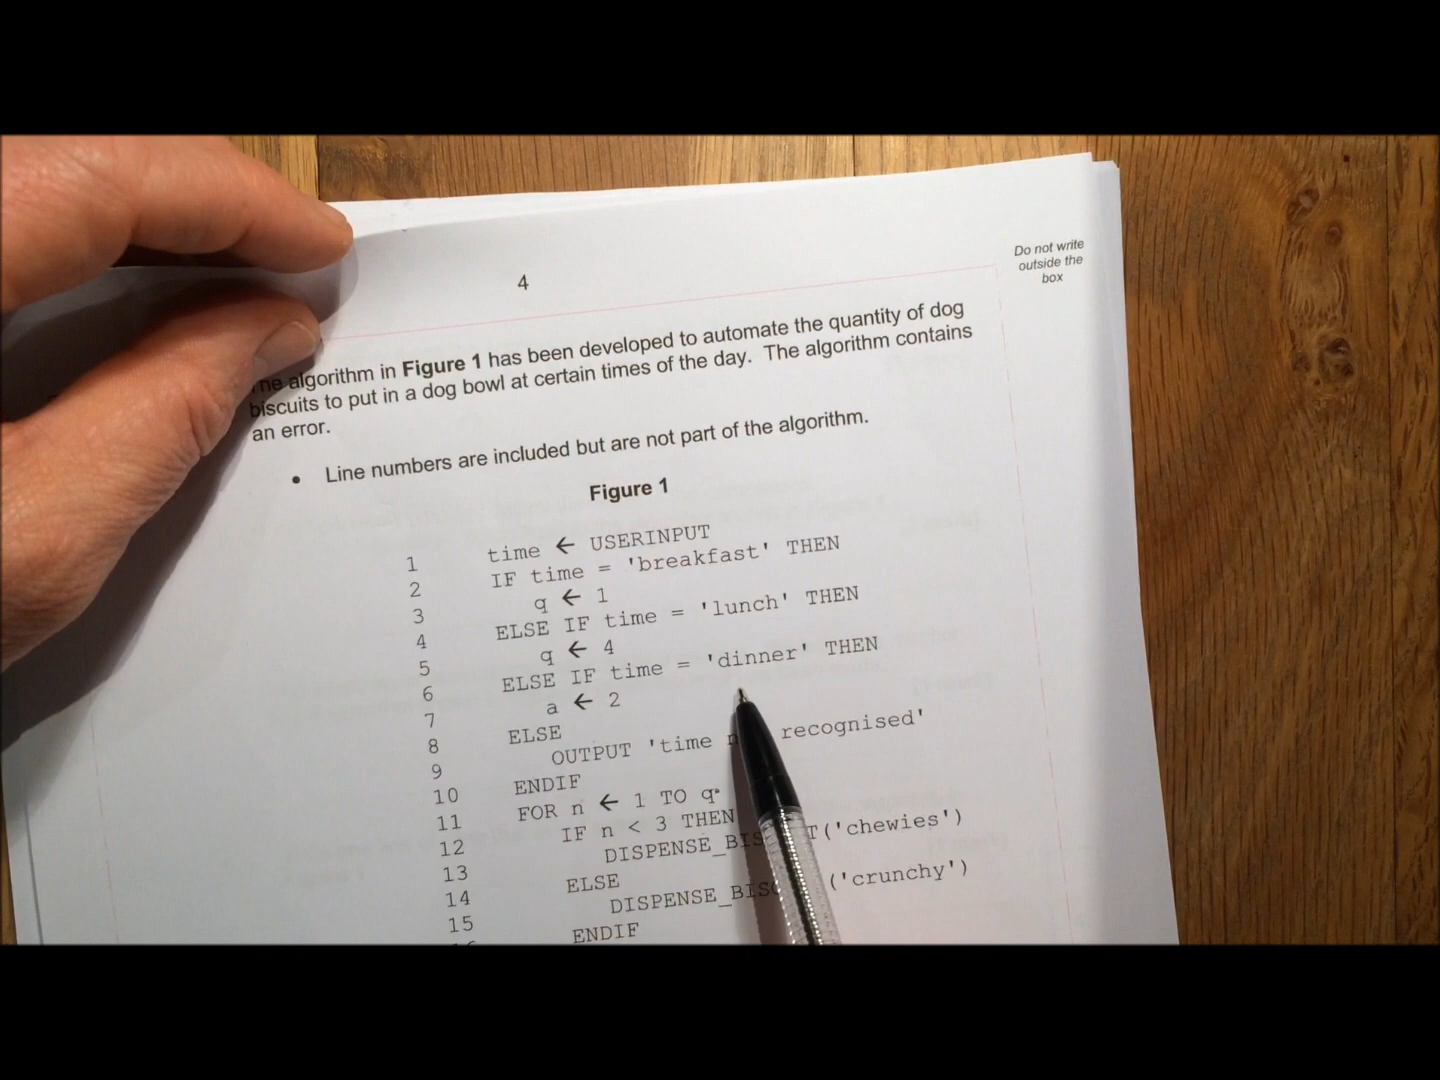 4
Do not write
outside the
box
algorithm in Figure 1 has been developed to automate the quantity of dog
biscuits to put in a dog bowl at certain times of the day. The algorithm contains
an error.
• Line numbers are included but are not part of the algorithm.
Figure 1
1 time ← USERINPUT
2 IF time = 'breakfast' THEN
3 q ← 1
4 ELSE IF time = 'lunch' THEN
5 q ← 4
6 ELSE IF time = 'dinner' THEN
7 a ← 2
8 ELSE
9 OUTPUT 'time recognised'
10 ENDIF
11 FOR n ← 1 TO q
12 IF n < 3 THEN
13 DISPENSE_BIS T('chewies')
14 ELSE
15 DISPENSE_BIS ('crunchy')
ENDIF